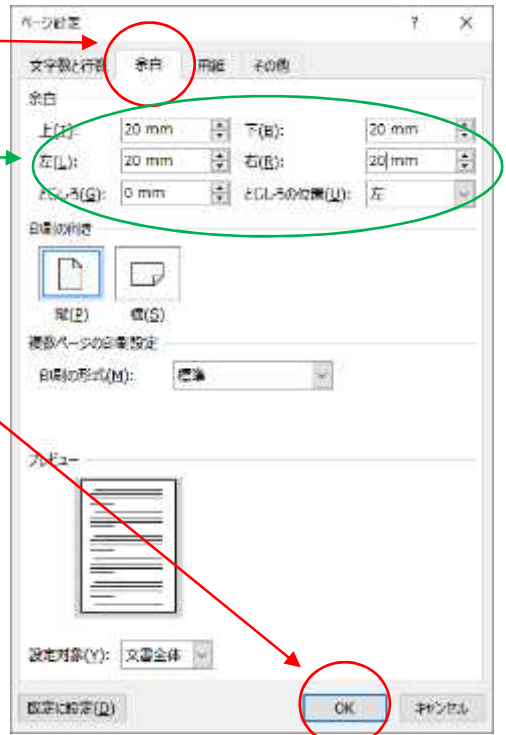 ページ設定 ? ×
文字数と行数 余白 用紙 その他
余白
上(T): 20 mm 下(B): 20 mm
左(L): 20 mm 右(R): 20 mm
とじしろ(G): 0 mm とじしろの位置(U): 左
印刷の向き
縦(P) 横(S)
複数ページの印刷設定
印刷の形式(M): 標準
プレビュー
設定対象(Y): 文書全体
既定に設定(D) OK キャンセル